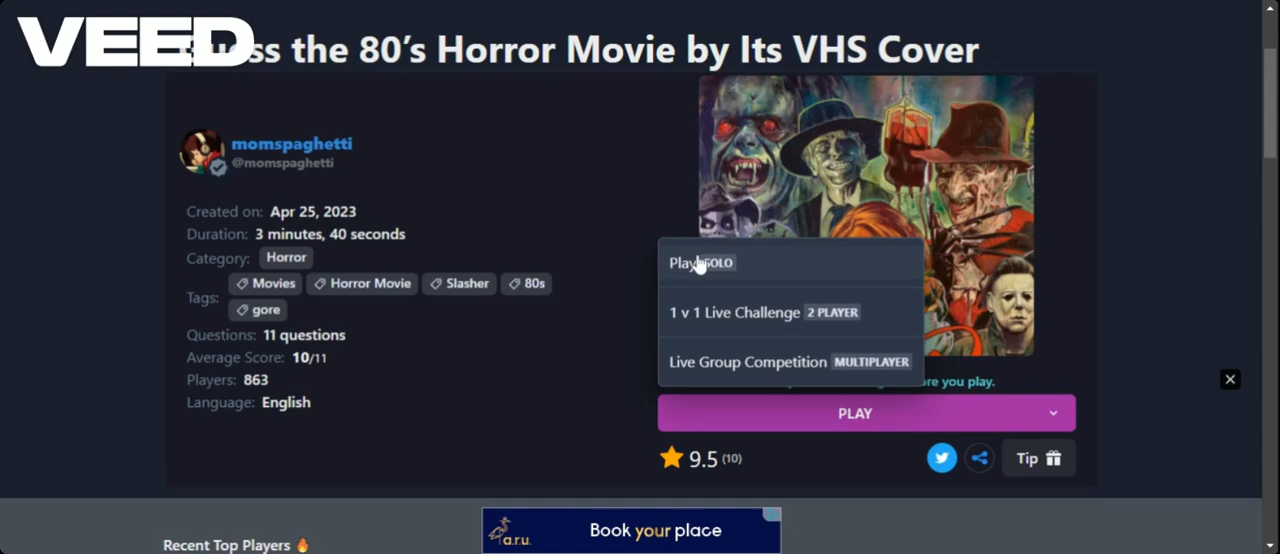 VEED
ess the 80's Horror Movie by Its VHS Cover
momspaghetti
@momspaghetti
Created on: Apr 25, 2023
Duration: 3 minutes, 40 seconds
Category: Horror
Tags: Movies Horror Movie Slasher 80s
gore
Questions: 11 questions
Average Score: 10/11
Players: 863
Language: English
Play SOLO
1 v 1 Live Challenge 2 PLAYER
Live Group Competition MULTIPLAYER
you play.
PLAY
9.5 (10)
Tip
a.r.u. Book your place
Recent Top Players